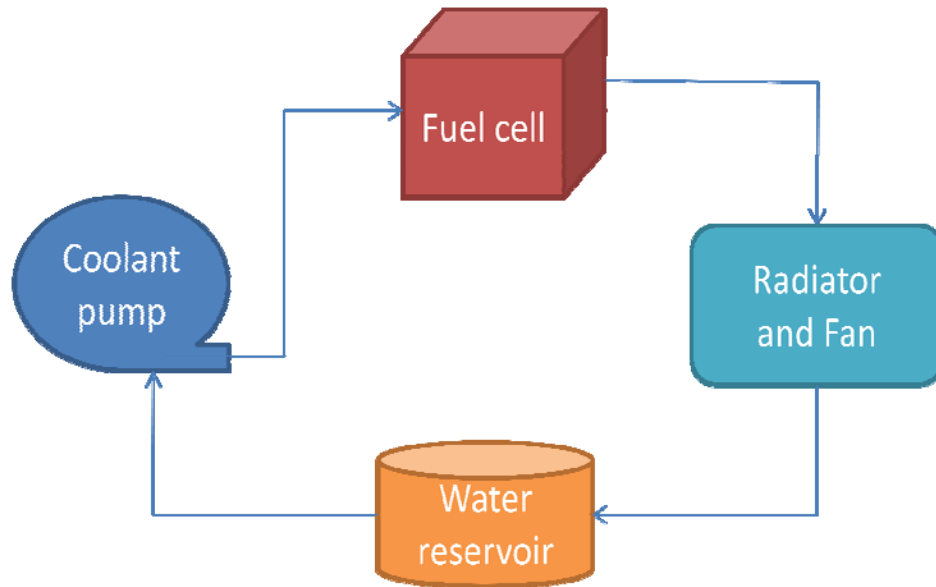 Fuel cell
Coolant
pump
Radiator
and Fan
Water
reservoir